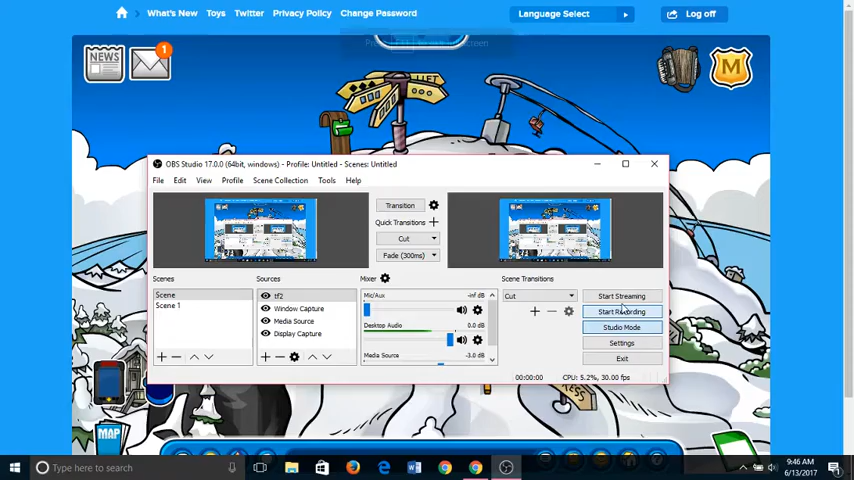 What's New Toys Twitter Privacy Policy Change Password Language Select Log off
NEWS
1
LIFT
M
OBS Studio 17.0.0 (64bit, windows) - Profile: Untitled - Scenes: Untitled
File Edit View Profile Scene Collection Tools Help
Transition
Quick Transitions
Cut
Fade (300ms)
Scenes Sources Mixer Scene Transitions
Scene tf2 Mic/Aux -inf dB Cut Start Streaming
Scene 1 Window Capture Start Recording
Media Source Desktop Audio 0.0 dB Studio Mode
Display Capture Settings
Media Source -3.0 dB Exit
00:00:00 CPU: 5.2%, 30.00 fps
MAP
Type here to search
9:46 AM
6/13/2017
1